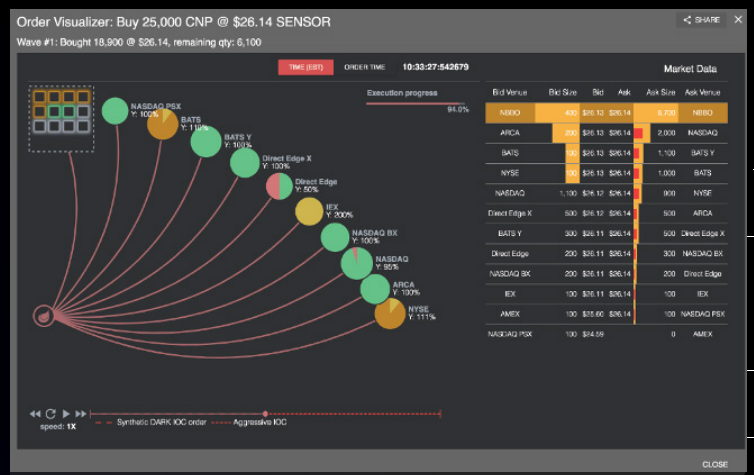 Order Visualizer: Buy 25,000 CNP @ $26.14 SENSOR
SHARE
Wave #1: Bought 18,900 @ $26.14, remaining qty: 6,100
TIME (EST)
ORDER TIME
10:33:27:542679
Execution progress
94.0%
NASDAQ PSX
Y: 100%
BATS
Y: 110%
BATS Y
Y: 100%
Direct Edge X
Y: 100%
Direct Edge
Y: 50%
IEX
Y: 200%
NASDAQ BX
Y: 100%
NASDAQ
Y: 95%
ARCA
Y: 100%
NYSE
Y: 111%
speed: 1X
Synthetic DARK IOC order
Aggressive IOC
Market Data
Bid Venue Bid Size Bid Ask Ask Size Ask Venue
NBBO 400 $26.13 $26.14 5,700 NBBO
ARCA 200 $26.13 $26.14 2,000 NASDAQ
BATS 100 $26.13 $26.14 1,100 BATS Y
NYSE 100 $26.13 $26.14 1,000 BATS
NASDAQ 1,100 $26.12 $26.14 900 NYSE
Direct Edge X 500 $26.12 $26.14 500 ARCA
BATS Y 300 $26.11 $26.14 500 Direct Edge X
Direct Edge 200 $26.11 $26.14 300 NASDAQ BX
NASDAQ BX 200 $26.11 $26.14 200 Direct Edge
IEX 100 $26.11 $26.14 100 IEX
AMEX 100 $25.60 $26.14 100 NASDAQ PSX
NASDAQ PSX 100 $24.59 0 AMEX
CLOSE